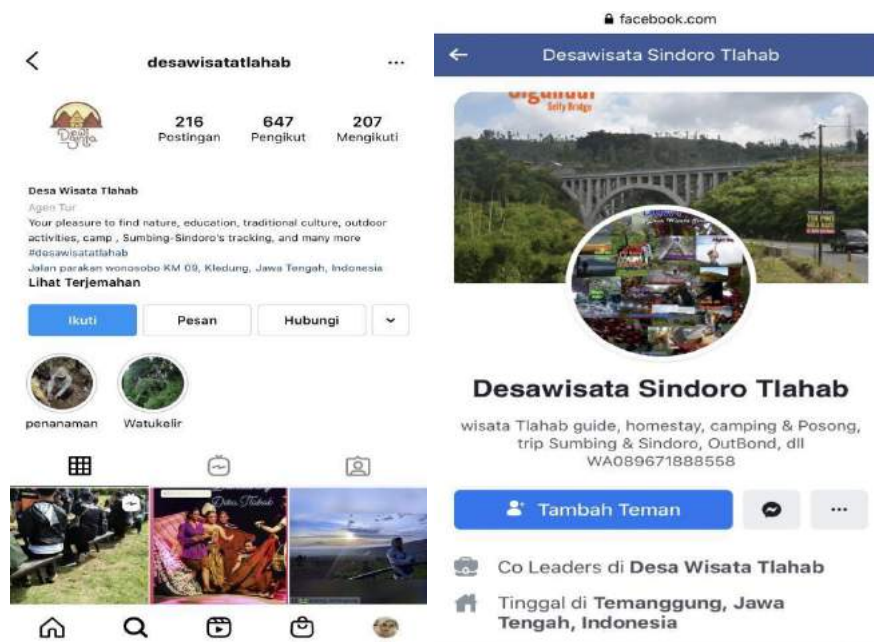 desawisatatlahab
216 647 207
Postingan Pengikut Mengikuti
Desa Wisata Tlahab
Agen Tur
Your pleasure to find nature, education, traditional culture, outdoor
activities, camp , Sumbing-Sindoro's tracking, and many more
#desawisatatlahab
Jalan parakan wonosobo KM 09, Kledung, Jawa Tengah, Indonesia
Lihat Terjemahan
Ikuti Pesan Hubungi
penanaman Watukelir
facebook.com
Desawisata Sindoro Tlahab
Selfy Bridge
Desawisata Sindoro Tlahab
wisata Tlahab guide, homestay, camping & Posong,
trip Sumbing & Sindoro, OutBond, dll
WA089671888558
Tambah Teman
Co Leaders di Desa Wisata Tlahab
Tinggal di Temanggung, Jawa
Tengah, Indonesia